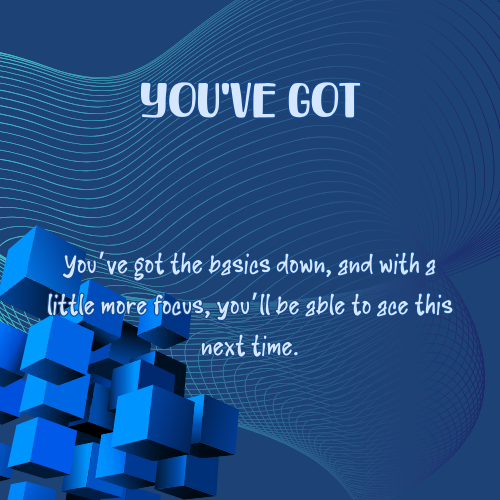 YOU'VE GOT
You've got the basics down, and with a
little more focus, you'll be able to ace this
next time.